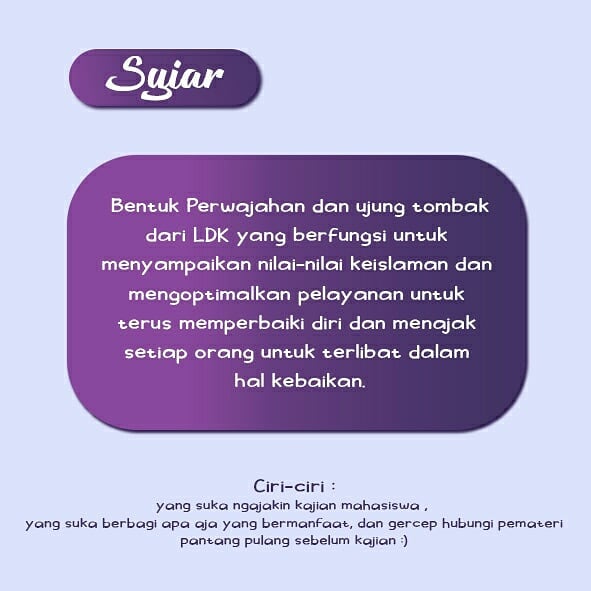 Syiar
Bentuk Perwajahan dan ujung tombak
dari LDK yang berfungsi untuk
menyampaikan nilai-nilai keislaman dan
mengoptimalkan pelayanan untuk
terus memperbaiki diri dan menajak
setiap orang untuk terlibat dalam
hal kebaikan.
Ciri-ciri :
yang suka ngajakin kajian mahasiswa ,
yang suka berbagi apa aja yang bermanfaat, dan gercep hubungi pemateri
pantang pulang sebelum kajian :)